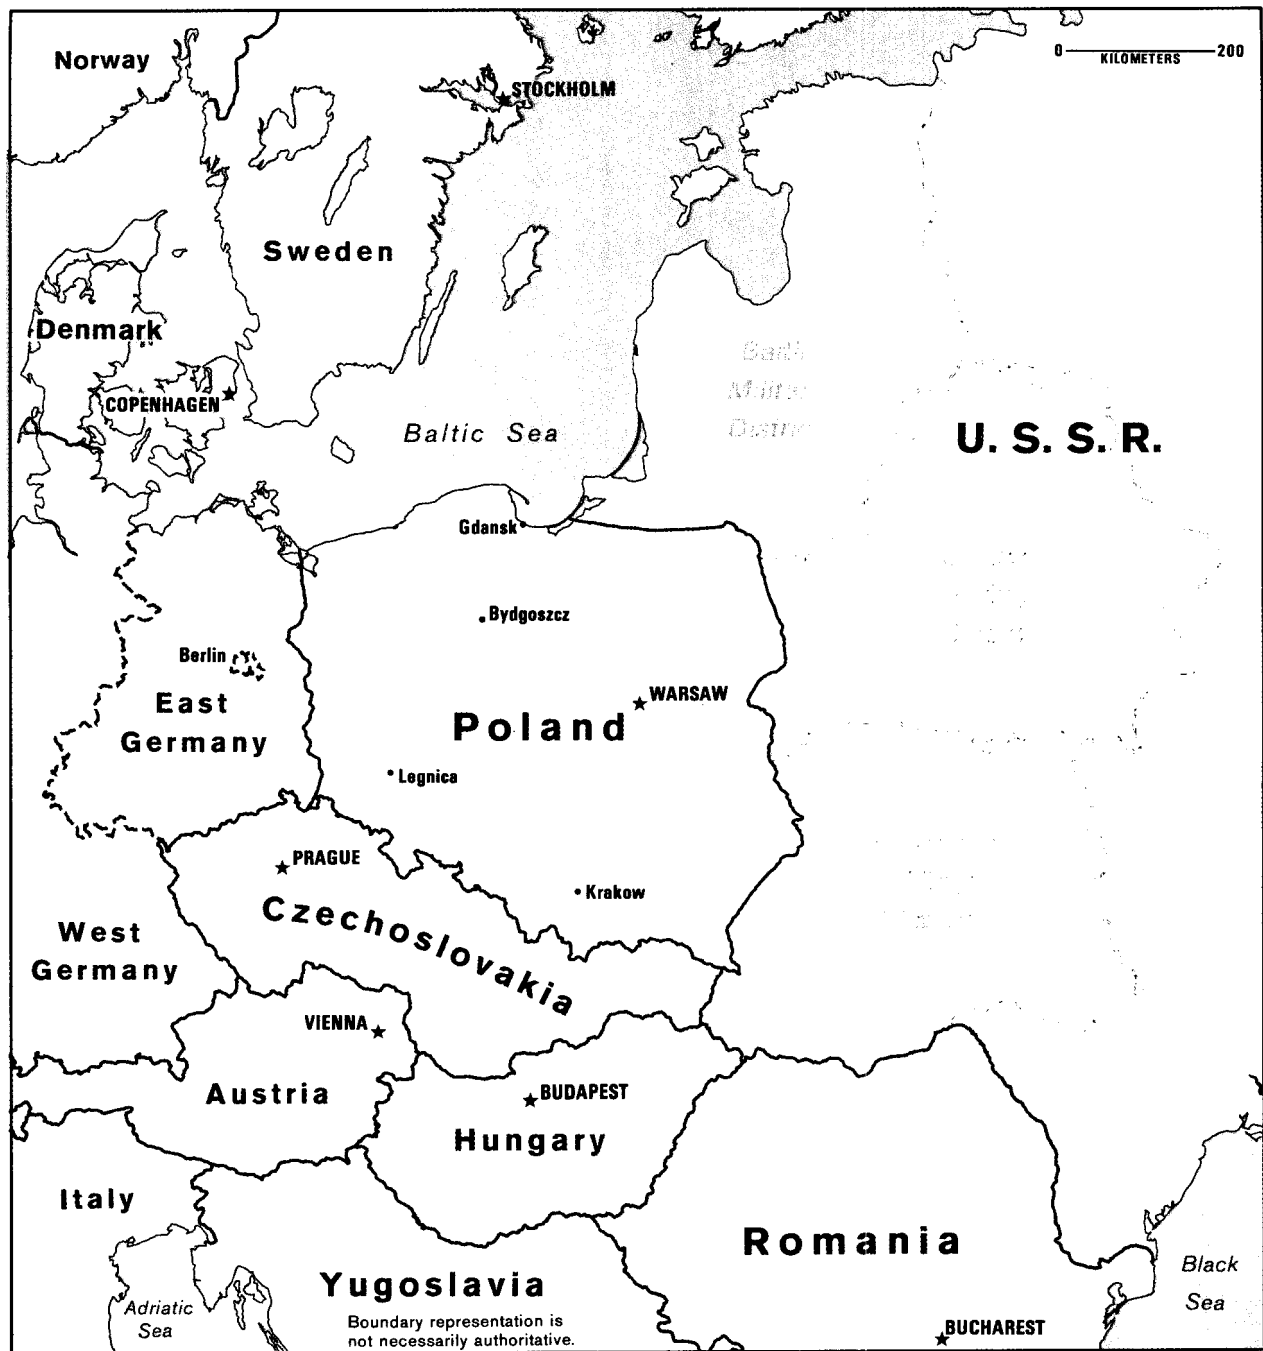 Norway
0 200
KILOMETERS
STOCKHOLM
Sweden
Denmark
COPENHAGEN
Baltic Sea
U. S. S. R.
Gdansk
Bydgoszcz
Berlin
WARSAW
East
Germany
Poland
Legnica
PRAGUE
Krakow
Czechoslovakia
West
Germany
VIENNA
Austria
BUDAPEST
Hungary
Italy
Romania
Yugoslavia
Adriatic
Sea
Black
Sea
Boundary representation is
not necessarily authoritative.
BUCHAREST